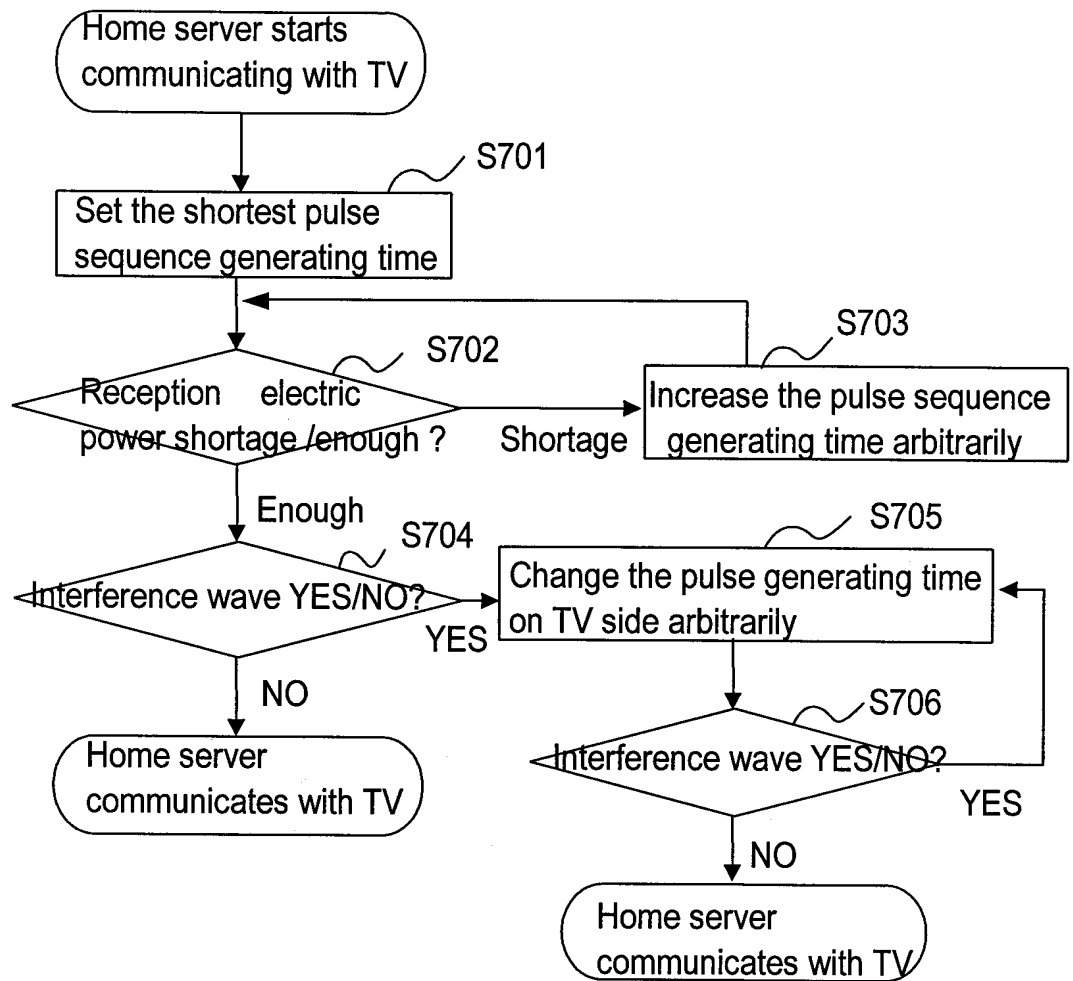 Home server starts
communicating with TV
S701
Set the shortest pulse
sequence generating time
S702
Reception electric
power shortage /enough ?
Shortage
S703
Increase the pulse sequence
generating time arbitrarily
Enough
S704
Interference wave YES/NO?
YES
S705
Change the pulse generating time
on TV side arbitrarily
NO
Home server
communicates with TV
S706
Interference wave YES/NO?
YES
NO
Home server
communicates with TV